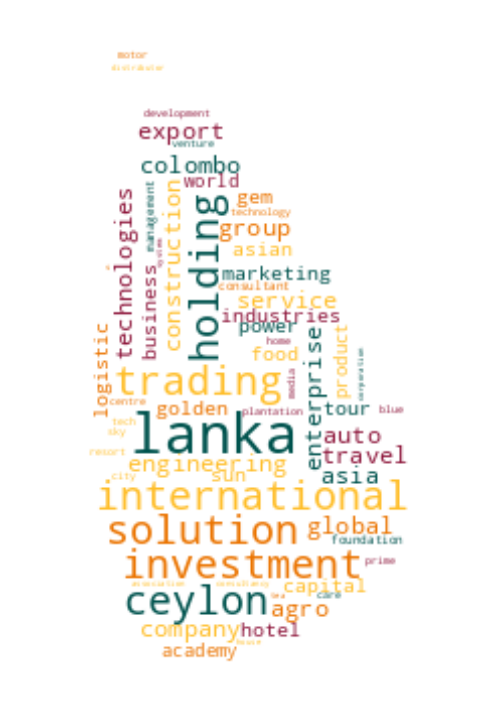 motor
distributor
development
export
venture
colombo
world
management
technologies
construction
holding
gem
technology
group
asian
system
business
marketing
consultant
service
industries
power
home
food
product
corporation
enterprise
logistic
trading
media
centre
golden
plantation
tour
blue
tech
sky
lanka
auto
travel
resort
engineering
sun
city
asia
international
solution
global
foundation
investment
prime
association
consultancy
capital
ceylon
tea
care
agro
company
hotel
house
academy